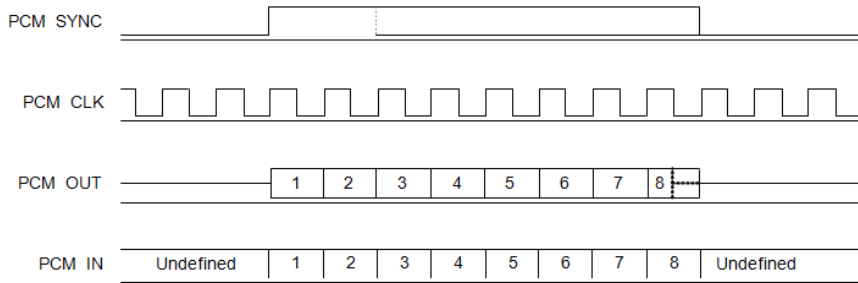 PCM SYNC
PCM CLK
PCM OUT 1 2 3 4 5 6 7 8
PCM IN Undefined 1 2 3 4 5 6 7 8 Undefined